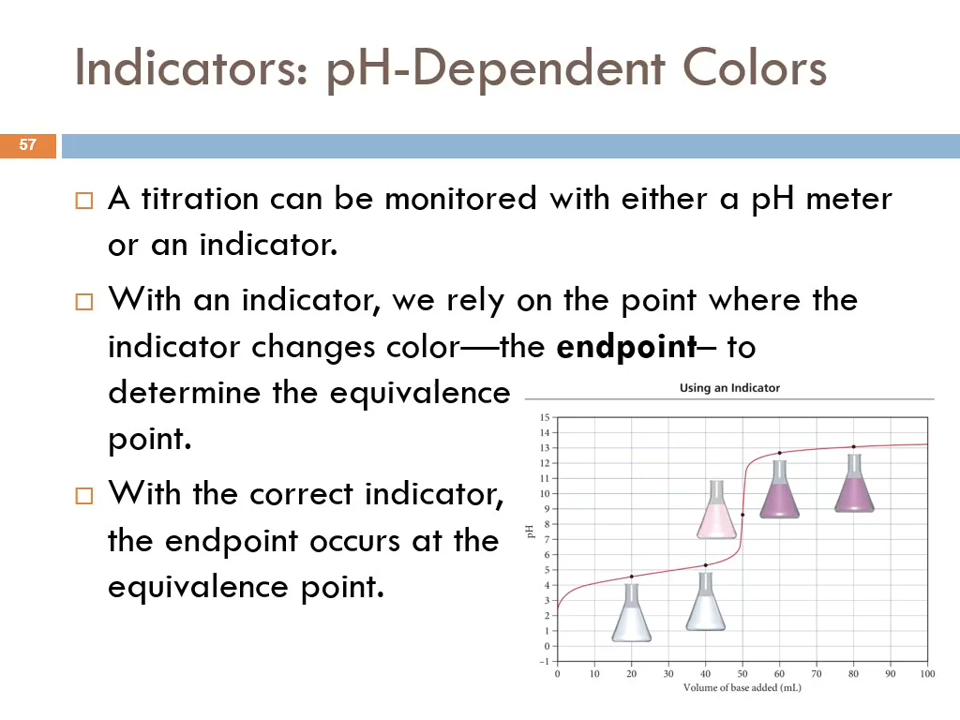 Indicators: pH-Dependent Colors
57
A titration can be monitored with either a pH meter
or an indicator.
With an indicator, we rely on the point where the
indicator changes color—the endpoint– to
determine the equivalence
point.
With the correct indicator,
the endpoint occurs at the
equivalence point.
Using an Indicator
15
14
13
12
11
10
9
8
7
6
5
4
3
2
1
0
–1
pH
0 10 20 30 40 50 60 70 80 90 100
Volume of base added (mL)